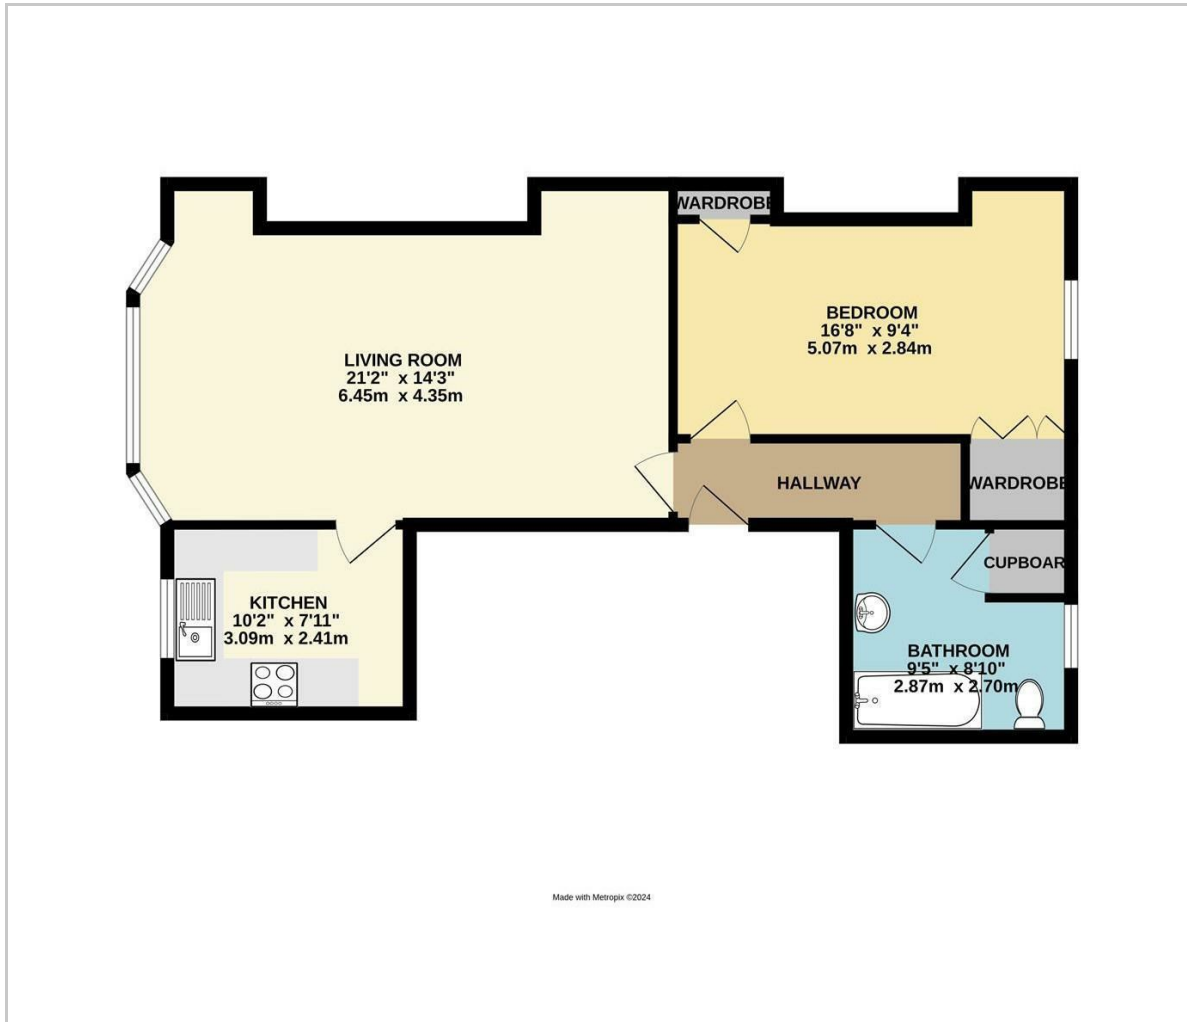 WARDROBE
BEDROOM
16'8" x 9'4"
5.07m x 2.84m
LIVING ROOM
21'2" x 14'3"
6.45m x 4.35m
HALLWAY
WARDROBE
CUPBOAR
KITCHEN
10'2" x 7'11"
3.09m x 2.41m
BATHROOM
9'5" x 8'10"
2.87m x 2.70m
Made with Metropix ©2024